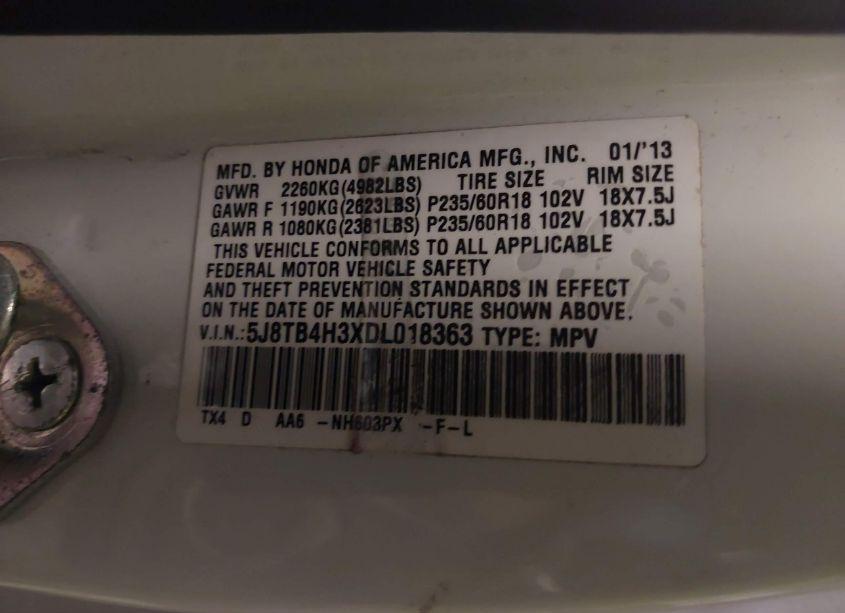 MFD. BY HONDA OF AMERICA MFG., INC. 01/'13
GVWR 2260KG(4982LBS) TIRE SIZE RIM SIZE
GAWR F 1190KG(2623LBS) P235/60R18 102V 18X7.5J
GAWR R 1080KG(2381LBS) P235/60R18 102V 18X7.5J
THIS VEHICLE CONFORMS TO ALL APPLICABLE
FEDERAL MOTOR VEHICLE SAFETY
AND THEFT PREVENTION STANDARDS IN EFFECT
ON THE DATE OF MANUFACTURE SHOWN ABOVE.
V.I.N.:5J8TB4H3XDL018363 TYPE: MPV
TX4 D AA6 -NH603PX -F-L